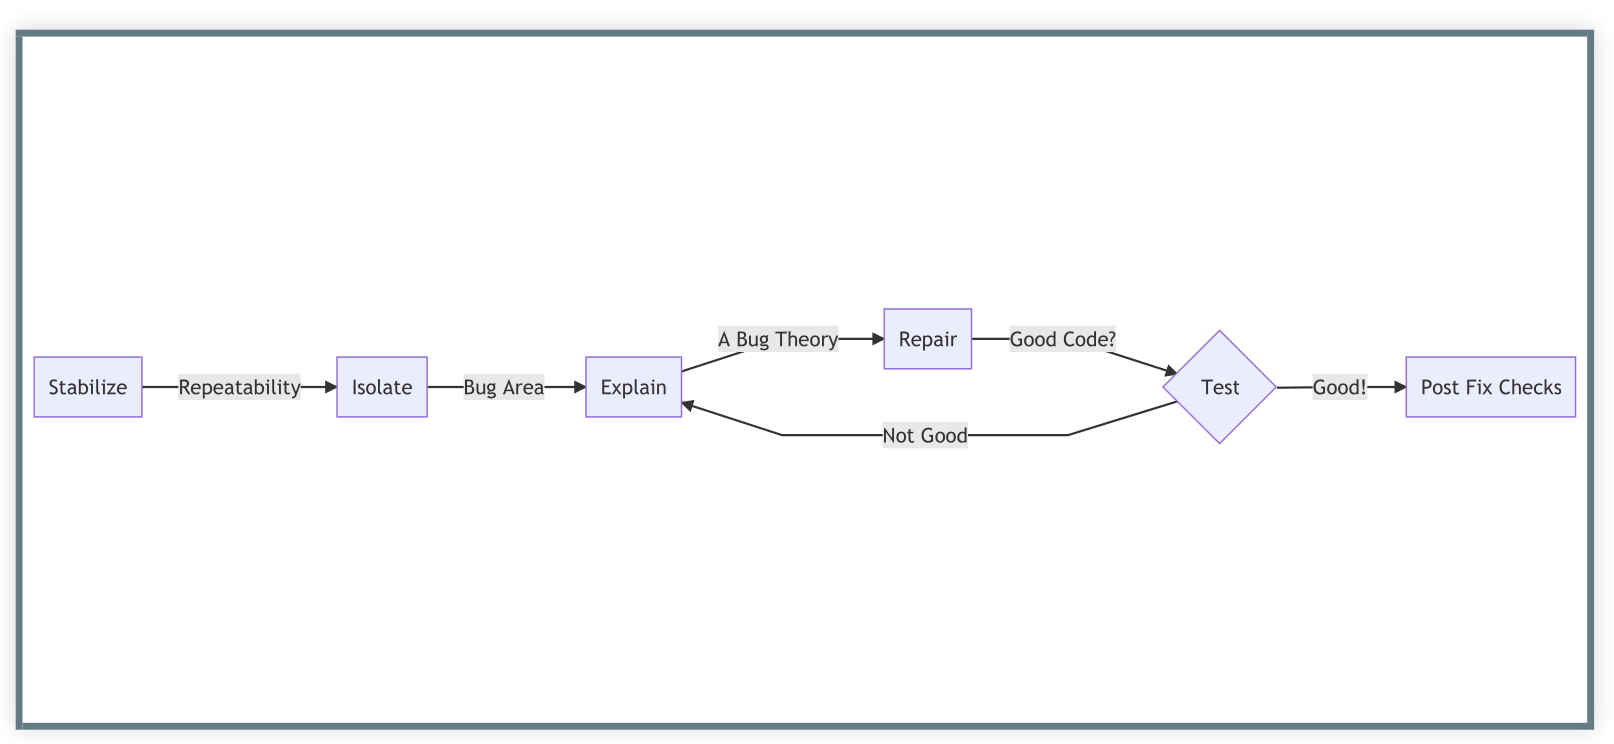 Stabilize
Repeatability
Isolate
Bug Area
Explain
A Bug Theory
Repair
Good Code?
Test
Not Good
Good!
Post Fix Checks